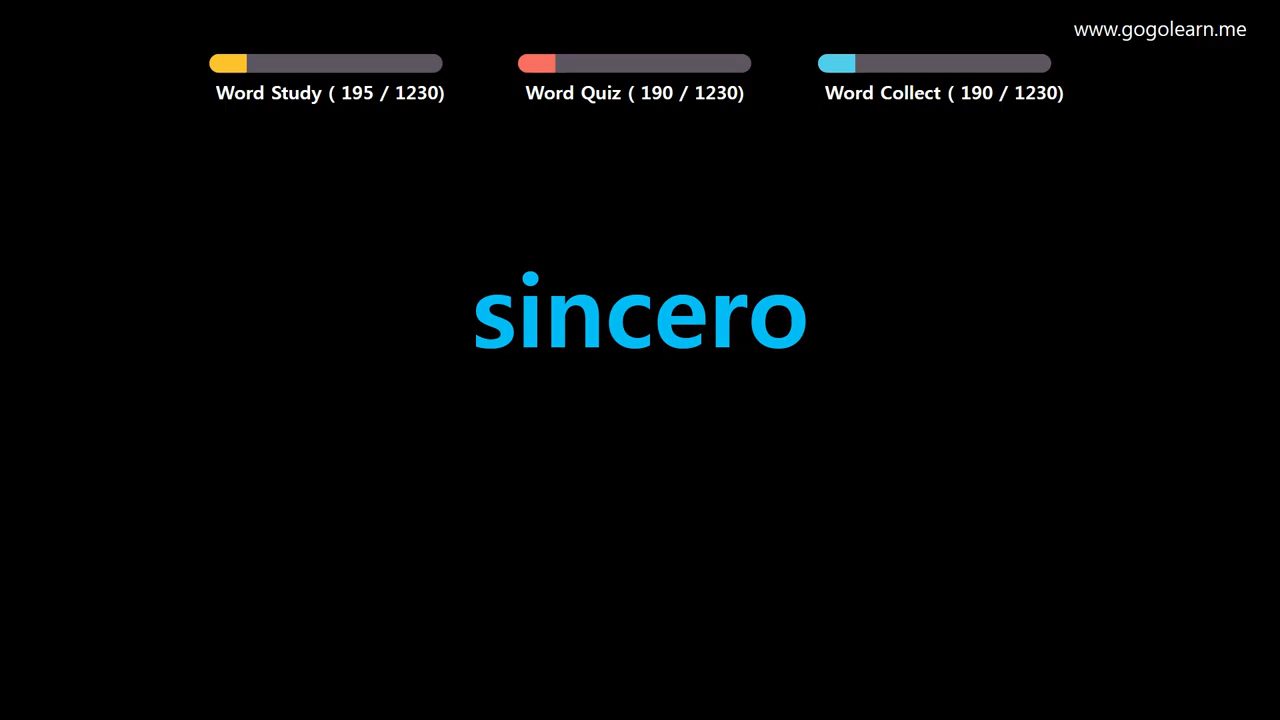 www.gogolearn.me
Word Study ( 195 / 1230)
Word Quiz ( 190 / 1230)
Word Collect ( 190 / 1230)
sincero